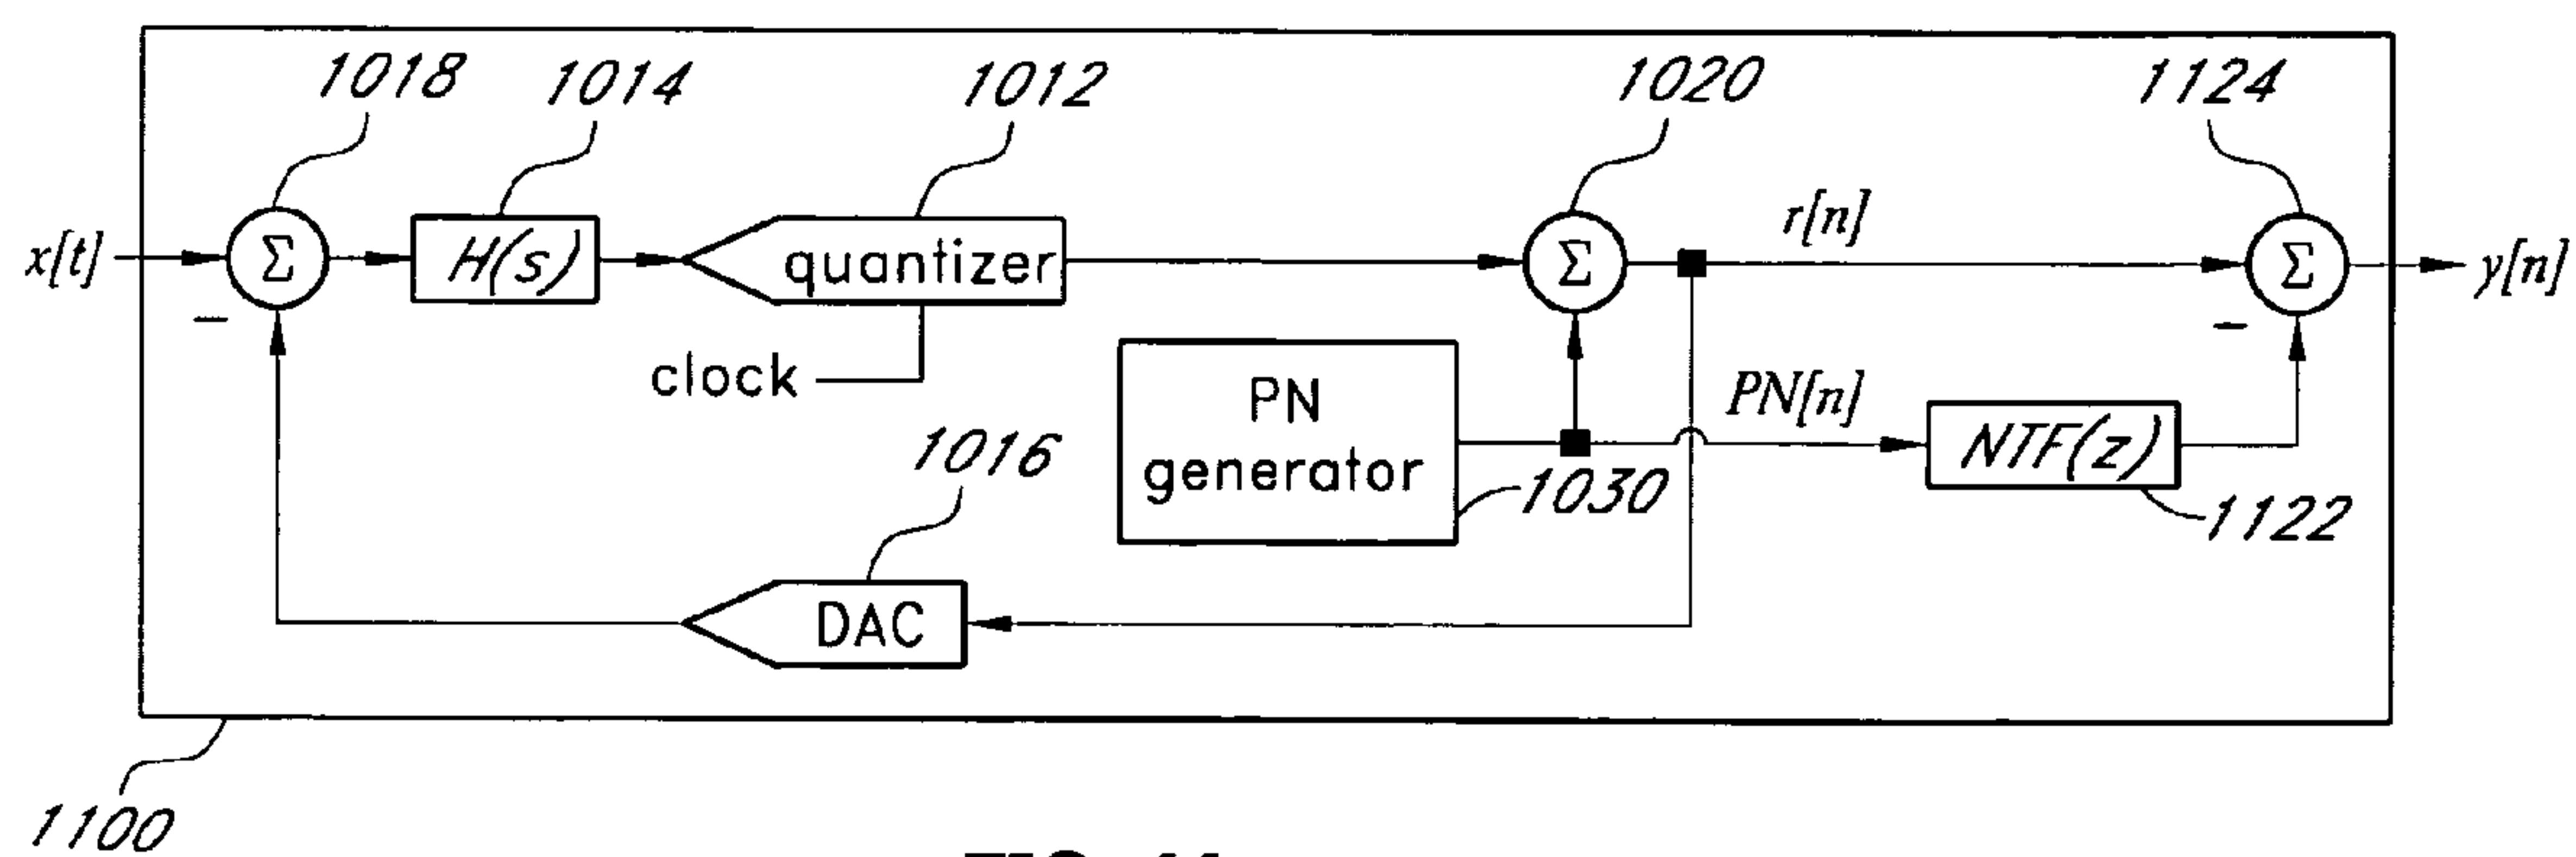 1018
1014
1012
1020
1124
x[t]
Σ
H(s)
quantizer
Σ
r[n]
Σ
y[n]
clock
PN
generator
PN[n]
NTF(z)
1016
1030
1122
DAC
1100